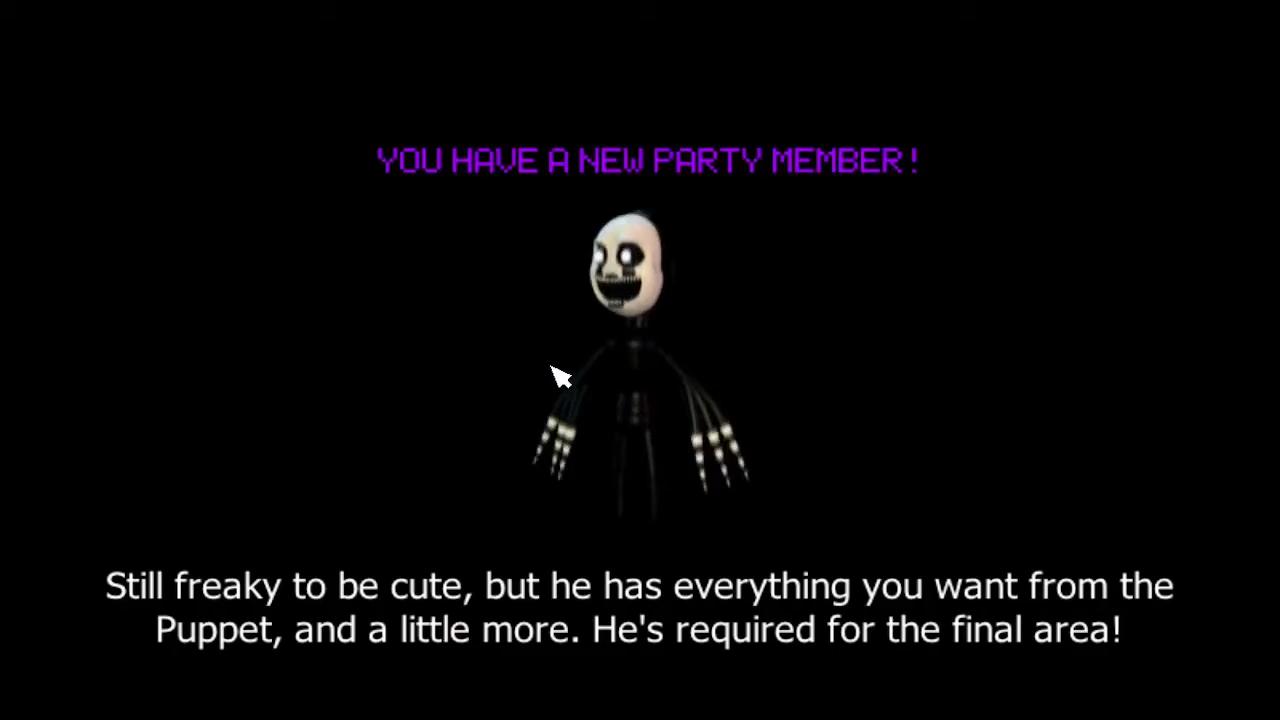 YOU HAVE A NEW PARTY MEMBER!
Still freaky to be cute, but he has everything you want from the
Puppet, and a little more. He's required for the final area!